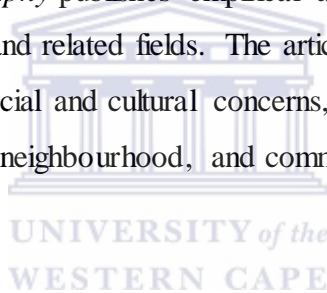 publishes empirical
and related fields. The artic
cial and cultural concerns,
neighbourhood, and comm
UNIVERSITY of the
WESTERN CAPE